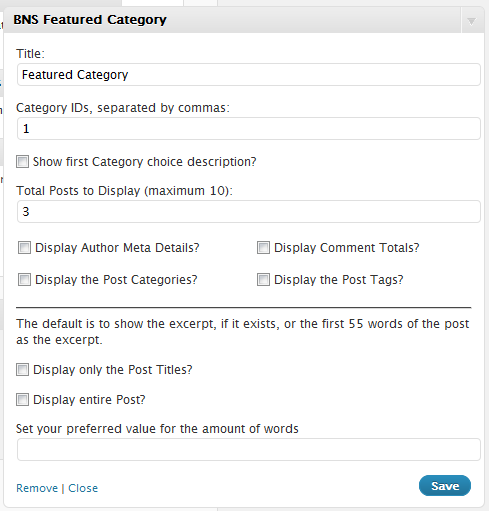 BNS Featured Category
Title:
Featured Category
Category IDs, separated by commas:
1
Show first Category choice description?
Total Posts to Display (maximum 10):
3
Display Author Meta Details? Display Comment Totals?
Display the Post Categories? Display the Post Tags?
The default is to show the excerpt, if it exists, or the first 55 words of the post
as the excerpt.
Display only the Post Titles?
Display entire Post?
Set your preferred value for the amount of words
Remove | Close Save